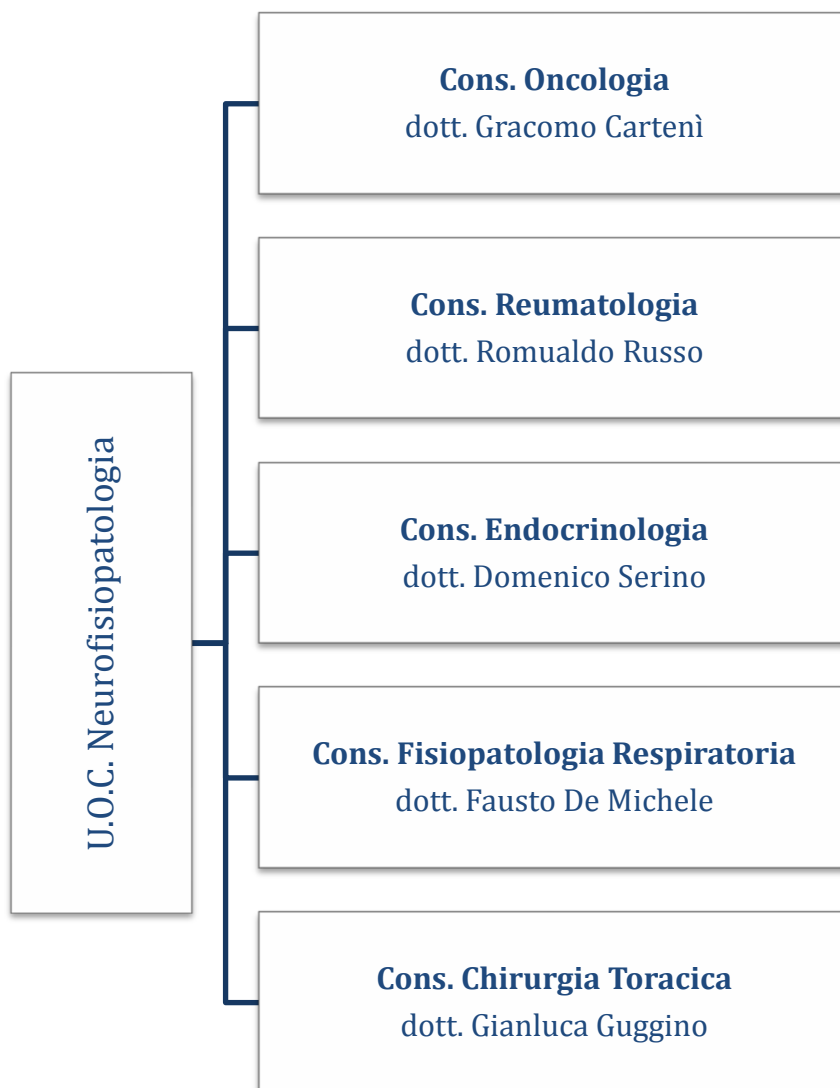 U.O.C. Neurofisiopatologia
Cons. Oncologia
dott. Gracomo Cartenì
Cons. Reumatologia
dott. Romualdo Russo
Cons. Endocrinologia
dott. Domenico Serino
Cons. Fisiopatologia Respiratoria
dott. Fausto De Michele
Cons. Chirurgia Toracica
dott. Gianluca Guggino